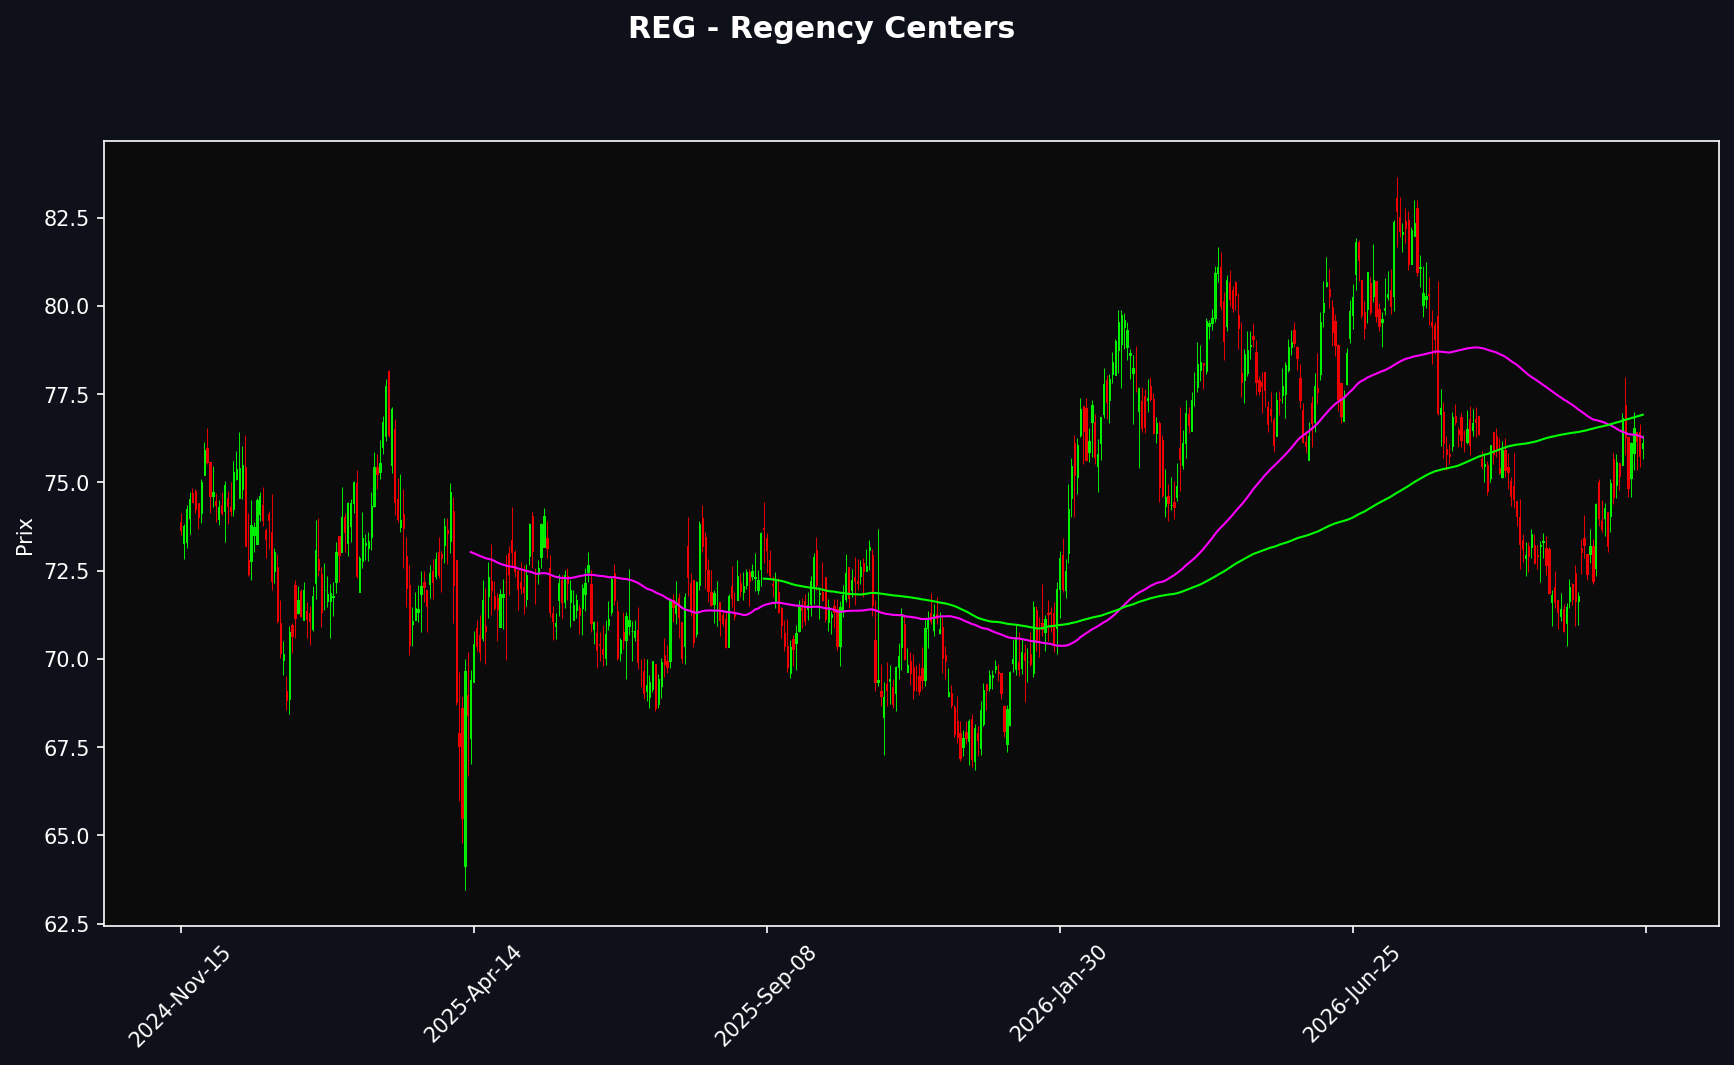 REG - Regency Centers
Prix
82.5
80.0
77.5
75.0
72.5
70.0
67.5
65.0
62.5
2024-Nov-15
2025-Apr-14
2025-Sep-08
2026-Jan-30
2026-Jun-25